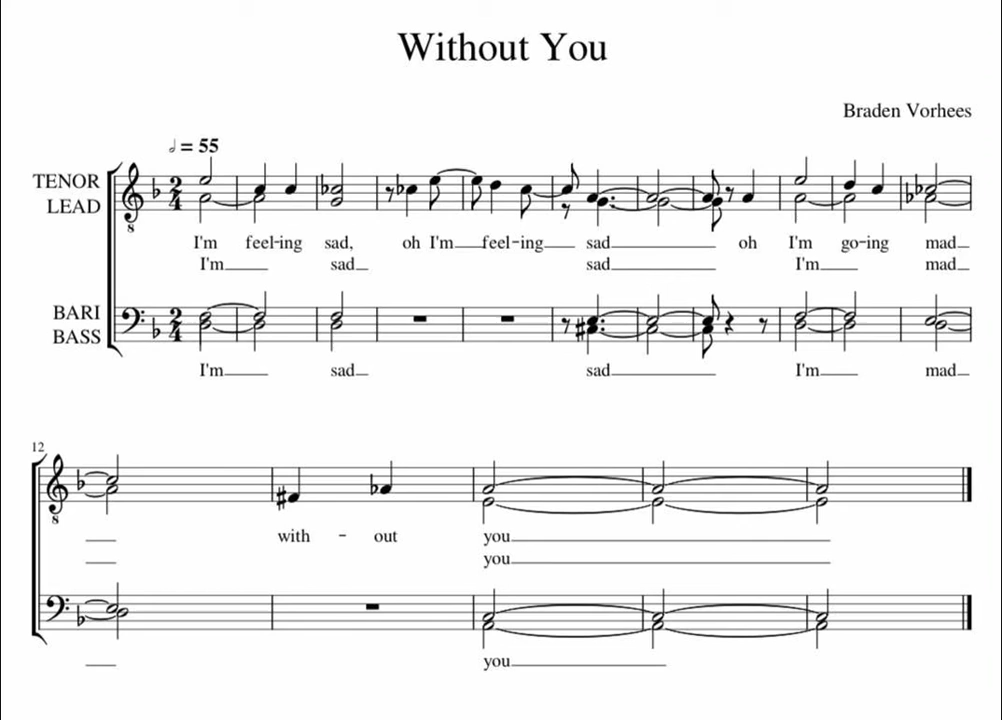 Without You
Braden Vorhees
𝅗𝅥 = 55
TENOR
LEAD
I'm feel-ing sad, oh I'm feel-ing sad oh I'm go-ing mad
I'm sad sad I'm mad
BARI
BASS
I'm sad sad I'm mad
12
with - out you
you
you